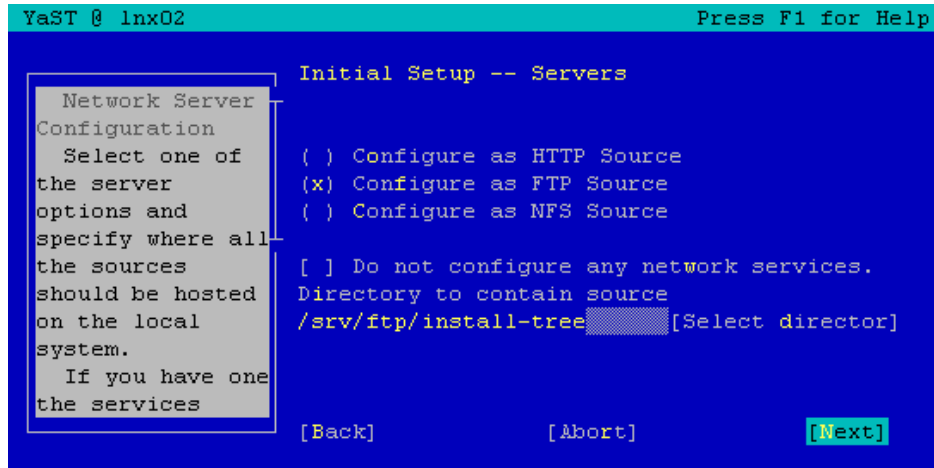 YaST @ lnx02 Press F1 for Help
Initial Setup -- Servers
Network Server
Configuration
Select one of
the server
options and
specify where all
the sources
should be hosted
on the local
system.
If you have one
the services
( ) Configure as HTTP Source
(x) Configure as FTP Source
( ) Configure as NFS Source
[ ] Do not configure any network services.
Directory to contain source
/srv/ftp/install-tree [Select director]
[Back] [Abort] [Next]